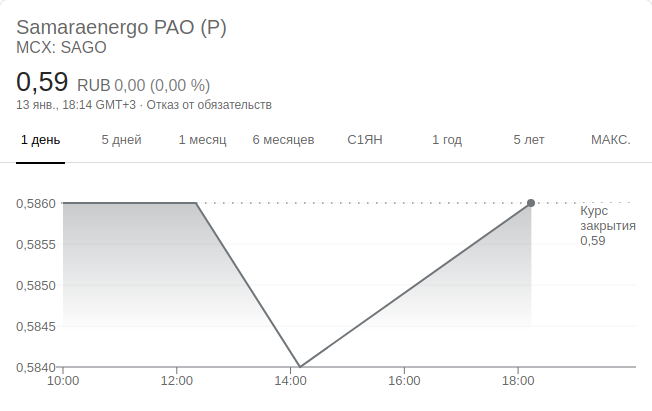 Samaraenergo PAO (P)
MCX: SAGO
0,59 RUB 0,00 (0,00 %)
13 янв., 18:14 GMT+3 · Отказ от обязательств
1 день 5 дней 1 месяц 6 месяцев С1ЯН 1 год 5 лет МАКС.
0,5860
Курс
закрытия
0,59
0,5855
0,5850
0,5845
0,5840
10:00 12:00 14:00 16:00 18:00